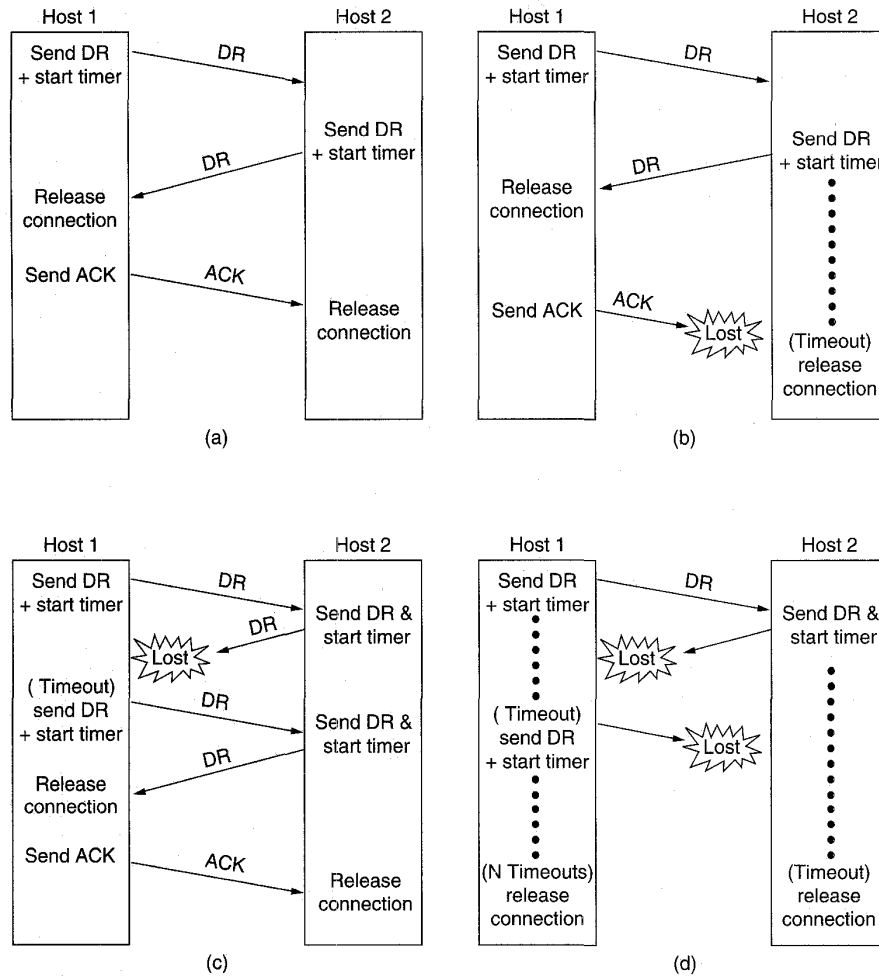 Host 1
Host 2
Send DR
+ start timer
DR
Send DR
+ start timer
DR
Release
connection
Send ACK
ACK
Release
connection
(a)
Host 1
Host 2
Send DR
+ start timer
DR
Send DR
+ start timer
DR
Release
connection
Send ACK
ACK
Lost
(Timeout)
release
connection
(b)
Host 1
Host 2
Send DR
+ start timer
DR
Send DR &
start timer
DR
Lost
( Timeout)
send DR
+ start timer
DR
Send DR &
start timer
DR
Release
connection
Send ACK
ACK
Release
connection
(c)
Host 1
Host 2
Send DR
+ start timer
DR
Send DR &
start timer
Lost
( Timeout)
send DR
+ start timer
Lost
(N Timeouts)
release
connection
(Timeout)
release
connection
(d)